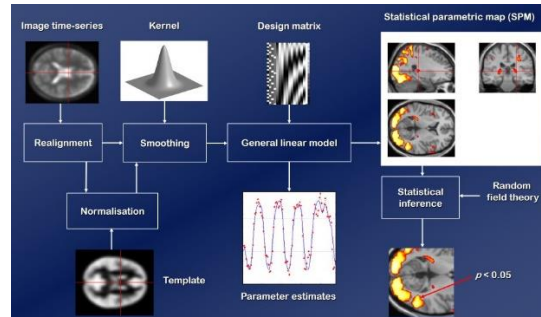 Image time-series
Kernel
Design matrix
Statistical parametric map (SPM)
Realignment
Smoothing
General linear model
Normalisation
Statistical
inference
Random
field theory
Template
Parameter estimates
p < 0.05